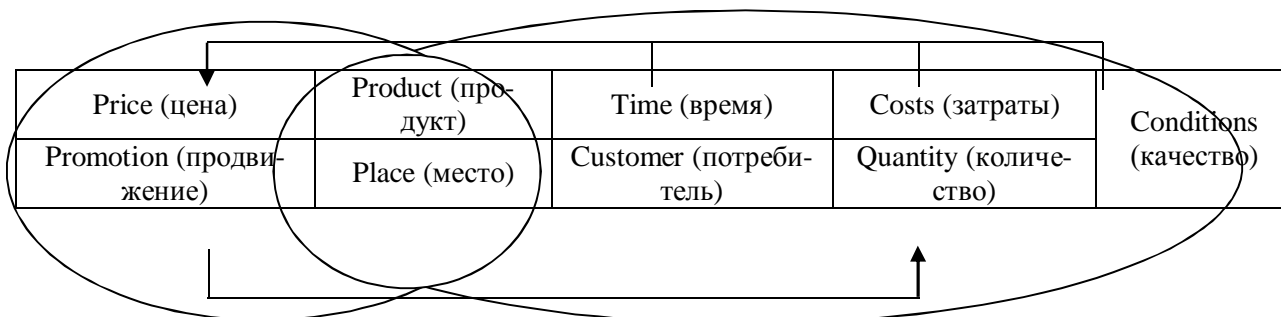 Price (цена)
Product (про-
дукт)
Time (время)
Costs (затраты)
Conditions
(качество)
Promotion (продви-
жение)
Place (место)
Customer (потреби-
тель)
Quantity (количе-
ство)